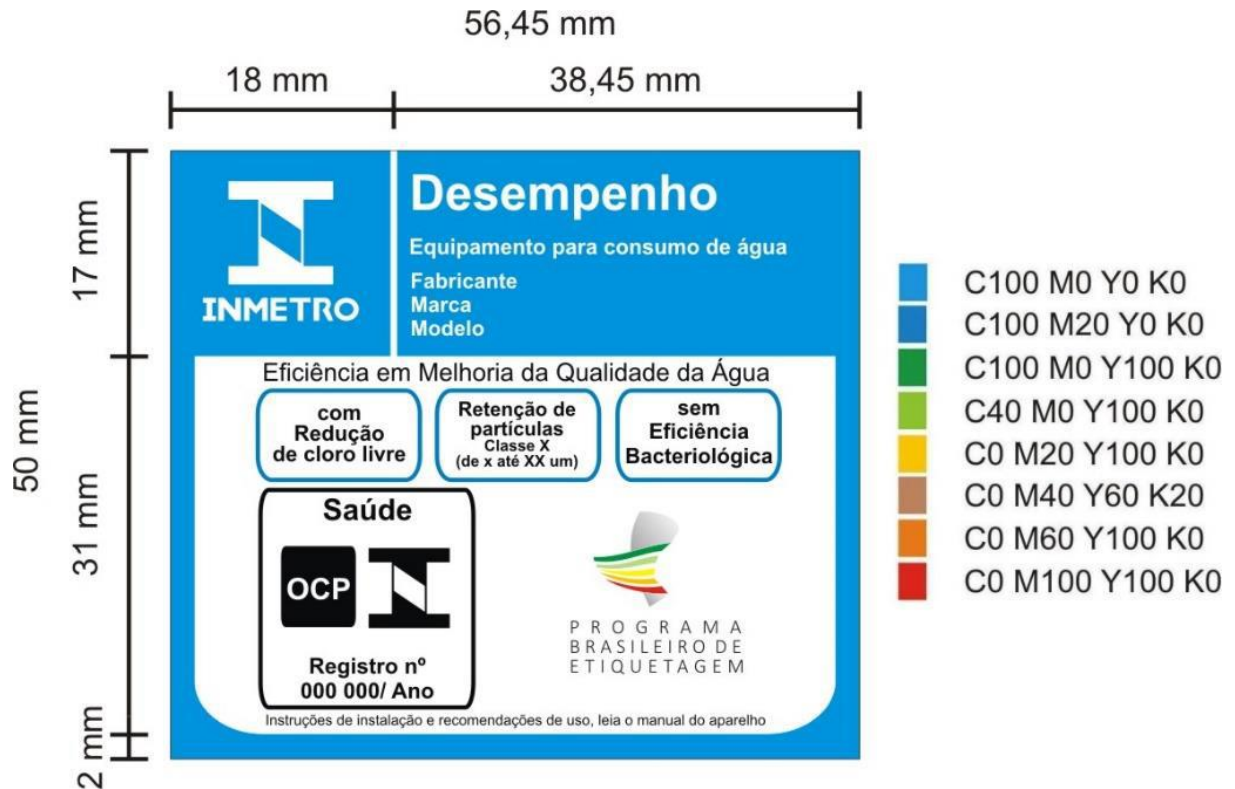 56,45 mm
18 mm
38,45 mm
17 mm
50 mm
31 mm
2 mm
INMETRO
Desempenho
Equipamento para consumo de água
Fabricante
Marca
Modelo
Eficiência em Melhoria da Qualidade da Água
com
Redução
de cloro livre
Retenção de
partículas
Classe X
(de x até XX um)
sem
Eficiência
Bacteriológica
Saúde
OCP
Registro nº
000 000/ Ano
PROGRAMA
BRASILEIRO DE
ETIQUETAGEM
Instruções de instalação e recomendações de uso, leia o manual do aparelho
C100 M0 Y0 K0
C100 M20 Y0 K0
C100 M0 Y100 K0
C40 M0 Y100 K0
C0 M20 Y100 K0
C0 M40 Y60 K20
C0 M60 Y100 K0
C0 M100 Y100 K0